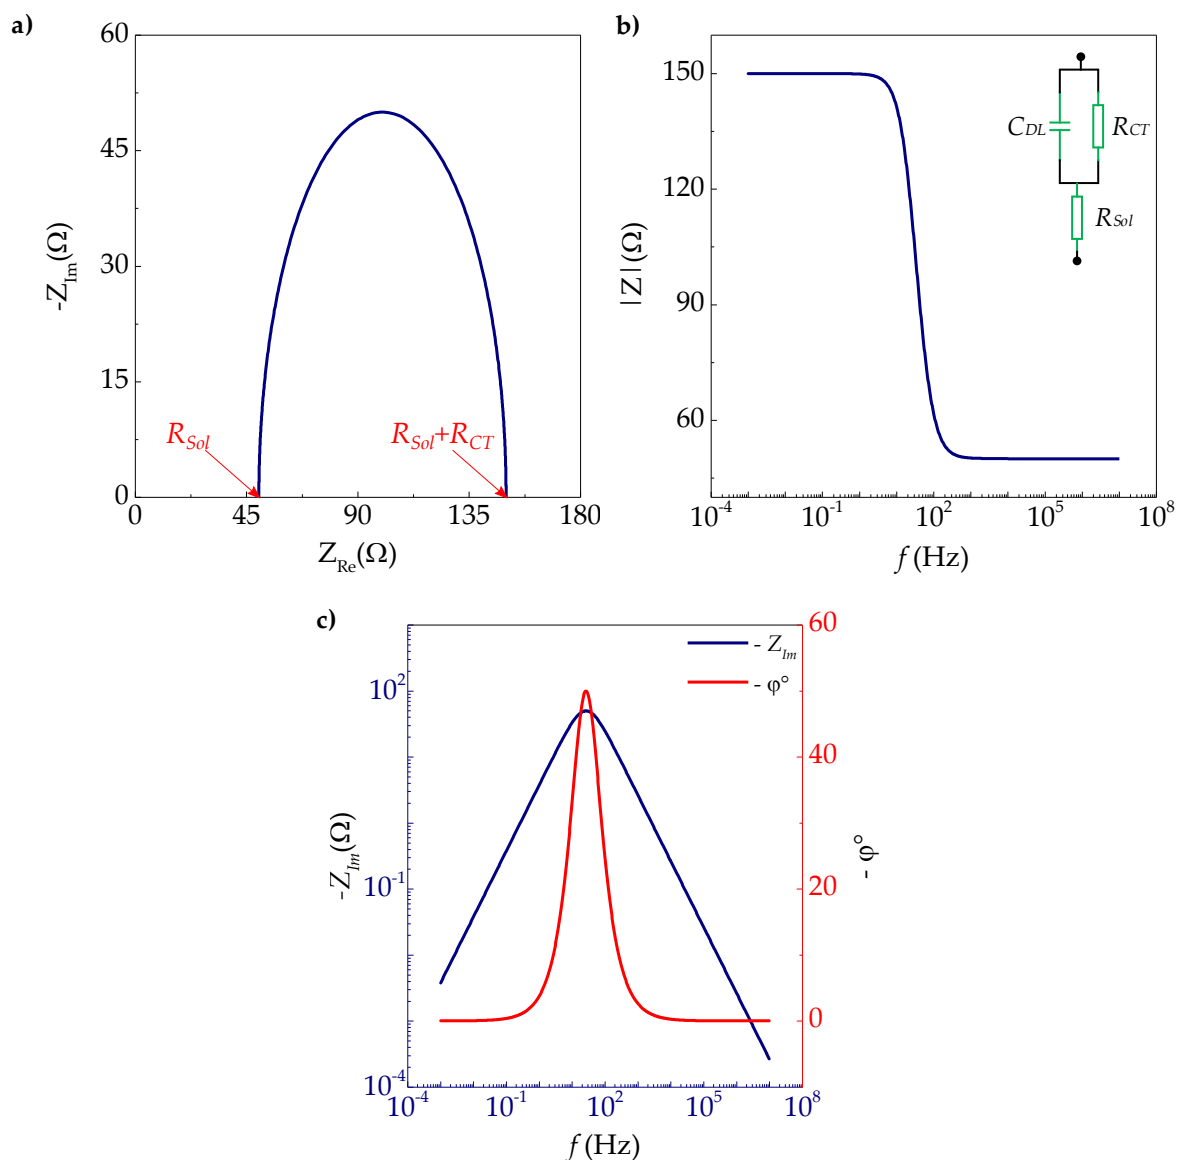 a)
60
45
30
15
0
-Z_Im(Ω)
R_Sol
R_Sol+R_CT
0 45 90 135 180
Z_Re(Ω)
b)
150
120
90
60
|Z|(Ω)
C_DL
R_CT
R_Sol
10^-4 10^-1 10^2 10^5 10^8
f (Hz)
c)
10^2
10^-1
10^-4
-Z_Im(Ω)
- Z_Im
- φ°
60
40
20
0
- φ°
10^-4 10^-1 10^2 10^5 10^8
f (Hz)